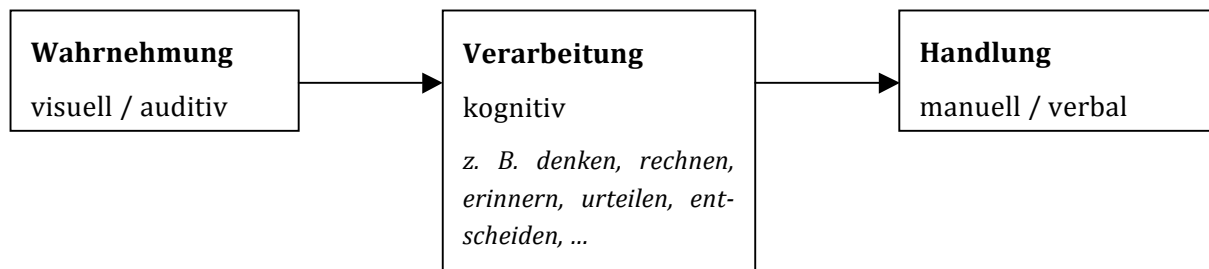 Wahrnehmung
visuell / auditiv
Verarbeitung
kognitiv
z. B. denken, rechnen,
erinnern, urteilen, ent-
scheiden, ...
Handlung
manuell / verbal